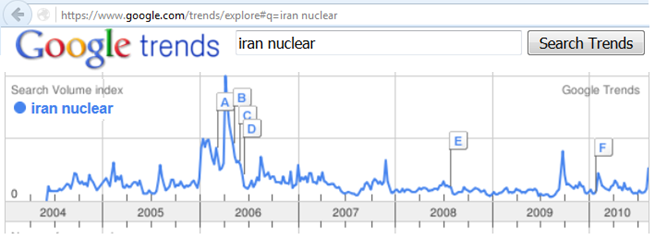 https://www.google.com/trends/explore#q=iran nuclear
Google trends iran nuclear Search Trends
Search Volume index Google Trends
iran nuclear
A
B
C
D
E
F
0
2004 2005 2006 2007 2008 2009 2010